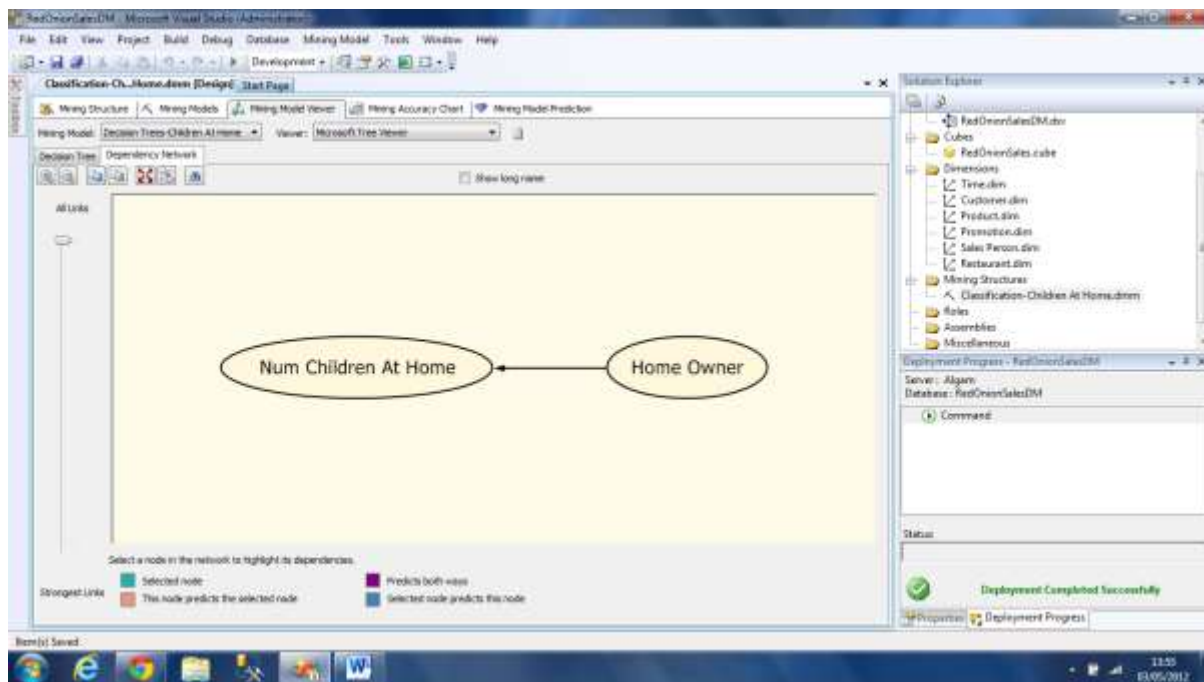 RedOnionSalesDM - Microsoft Visual Studio (Administrator)
File Edit View Project Build Debug Database Mining Model Tools Window Help
Development
Classification-Ch...Home.dmm [Design] Start Page
Mining Structure Mining Models Mining Model Viewer Mining Accuracy Chart Mining Model Prediction
Mining Model: Decision Trees-Children At Home Viewer: Microsoft Tree Viewer
Decision Tree Dependency Network
Show long name
All Links
Num Children At Home
Home Owner
Select a node in the network to highlight its dependencies.
Strongest Links
Selected node
Predicts both ways
This node predicts the selected node
Selected node predicts this node
Item(s) Saved
Toolbox
Solution Explorer
RedOnionSalesDM.dsv
Cubes
RedOnionSales.cube
Dimensions
Time.dim
Customer.dim
Product.dim
Promotion.dim
Sales Person.dim
Restaurant.dim
Mining Structures
Classification-Children At Home.dmm
Roles
Assemblies
Miscellaneous
Deployment Progress - RedOnionSalesDM
Server : Algam
Database : RedOnionSalesDM
Command
Status
Deployment Completed Successfully
Properties Deployment Progress
13:55
03/05/2012